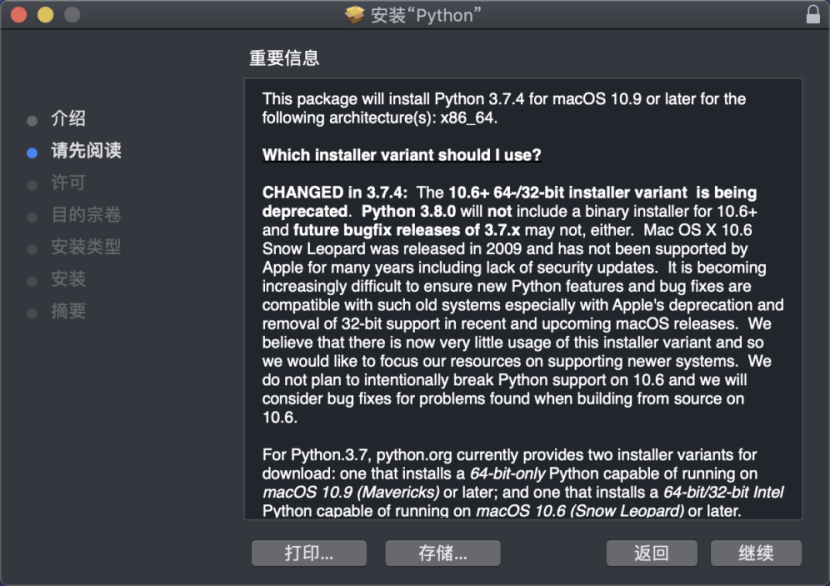 安装“Python”
重要信息
介绍
请先阅读
许可
目的宗卷
安装类型
安装
摘要
This package will install Python 3.7.4 for macOS 10.9 or later for the
following architecture(s): x86_64.
Which installer variant should I use?
CHANGED in 3.7.4:  The 10.6+ 64-/32-bit installer variant  is being
deprecated.  Python 3.8.0 will not include a binary installer for 10.6+
and future bugfix releases of 3.7.x may not, either.  Mac OS X 10.6
Snow Leopard was released in 2009 and has not been supported by
Apple for many years including lack of security updates.  It is becoming
increasingly difficult to ensure new Python features and bug fixes are
compatible with such old systems especially with Apple's deprecation and
removal of 32-bit support in recent and upcoming macOS releases.  We
believe that there is now very little usage of this installer variant and so
we would like to focus our resources on supporting newer systems.  We
do not plan to intentionally break Python support on 10.6 and we will
consider bug fixes for problems found when building from source on
10.6.
For Python.3.7, python.org currently provides two installer variants for
download: one that installs a 64-bit-only Python capable of running on
macOS 10.9 (Mavericks) or later; and one that installs a 64-bit/32-bit Intel
Python capable of running on macOS 10.6 (Snow Leopard) or later.
打印...
存储...
返回
继续